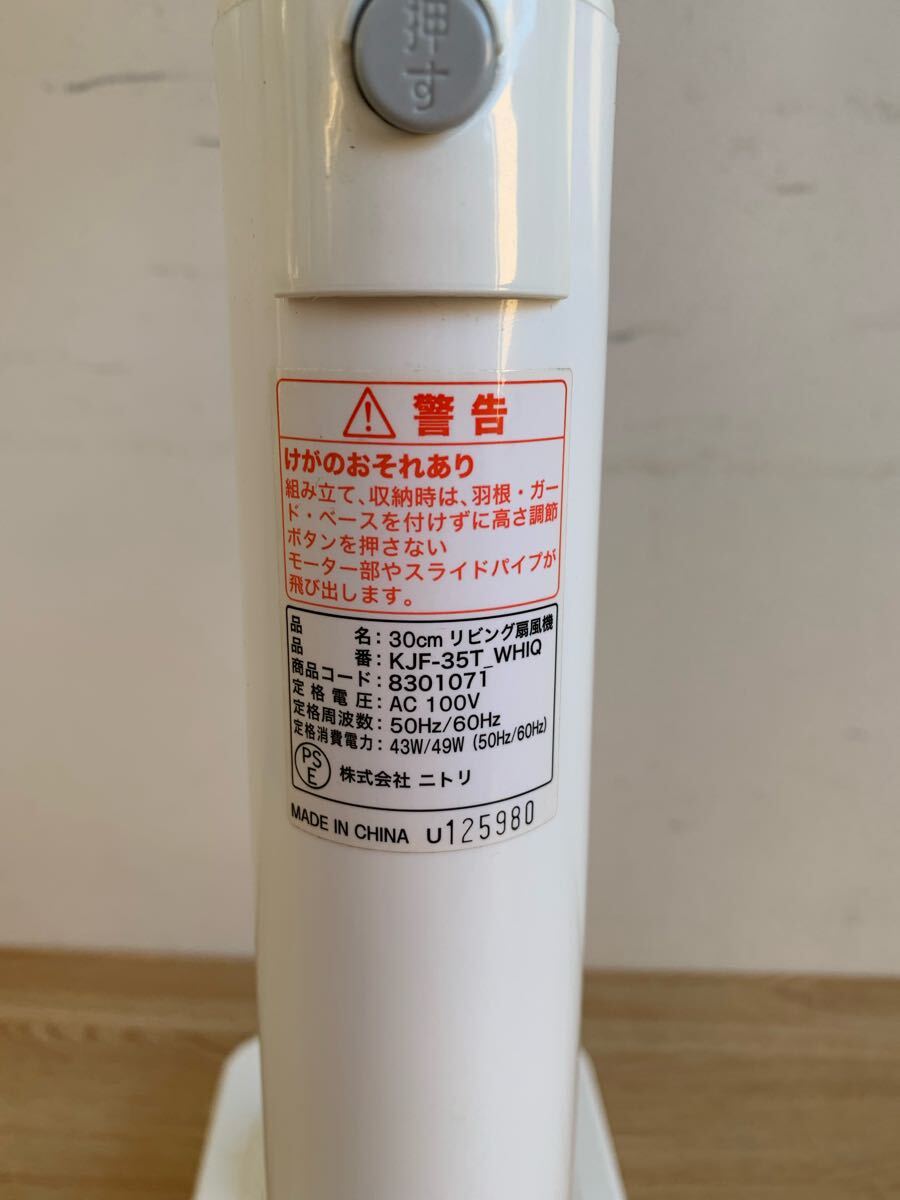 押す
警告
けがのおそれあり
組み立て、収納時は、羽根・ガー
ド・ベースを付けずに高さ調節
ボタンを押さない
モーター部やスライドパイプが
飛び出します。
品名：30cm リビング扇風機
品番：KJF-35T_WHIQ
商品コード：8301071
定格電圧：AC 100V
定格周波数：50Hz/60Hz
定格消費電力：43W/49W (50Hz/60Hz)
PS
E
株式会社 ニトリ
MADE IN CHINA U125980